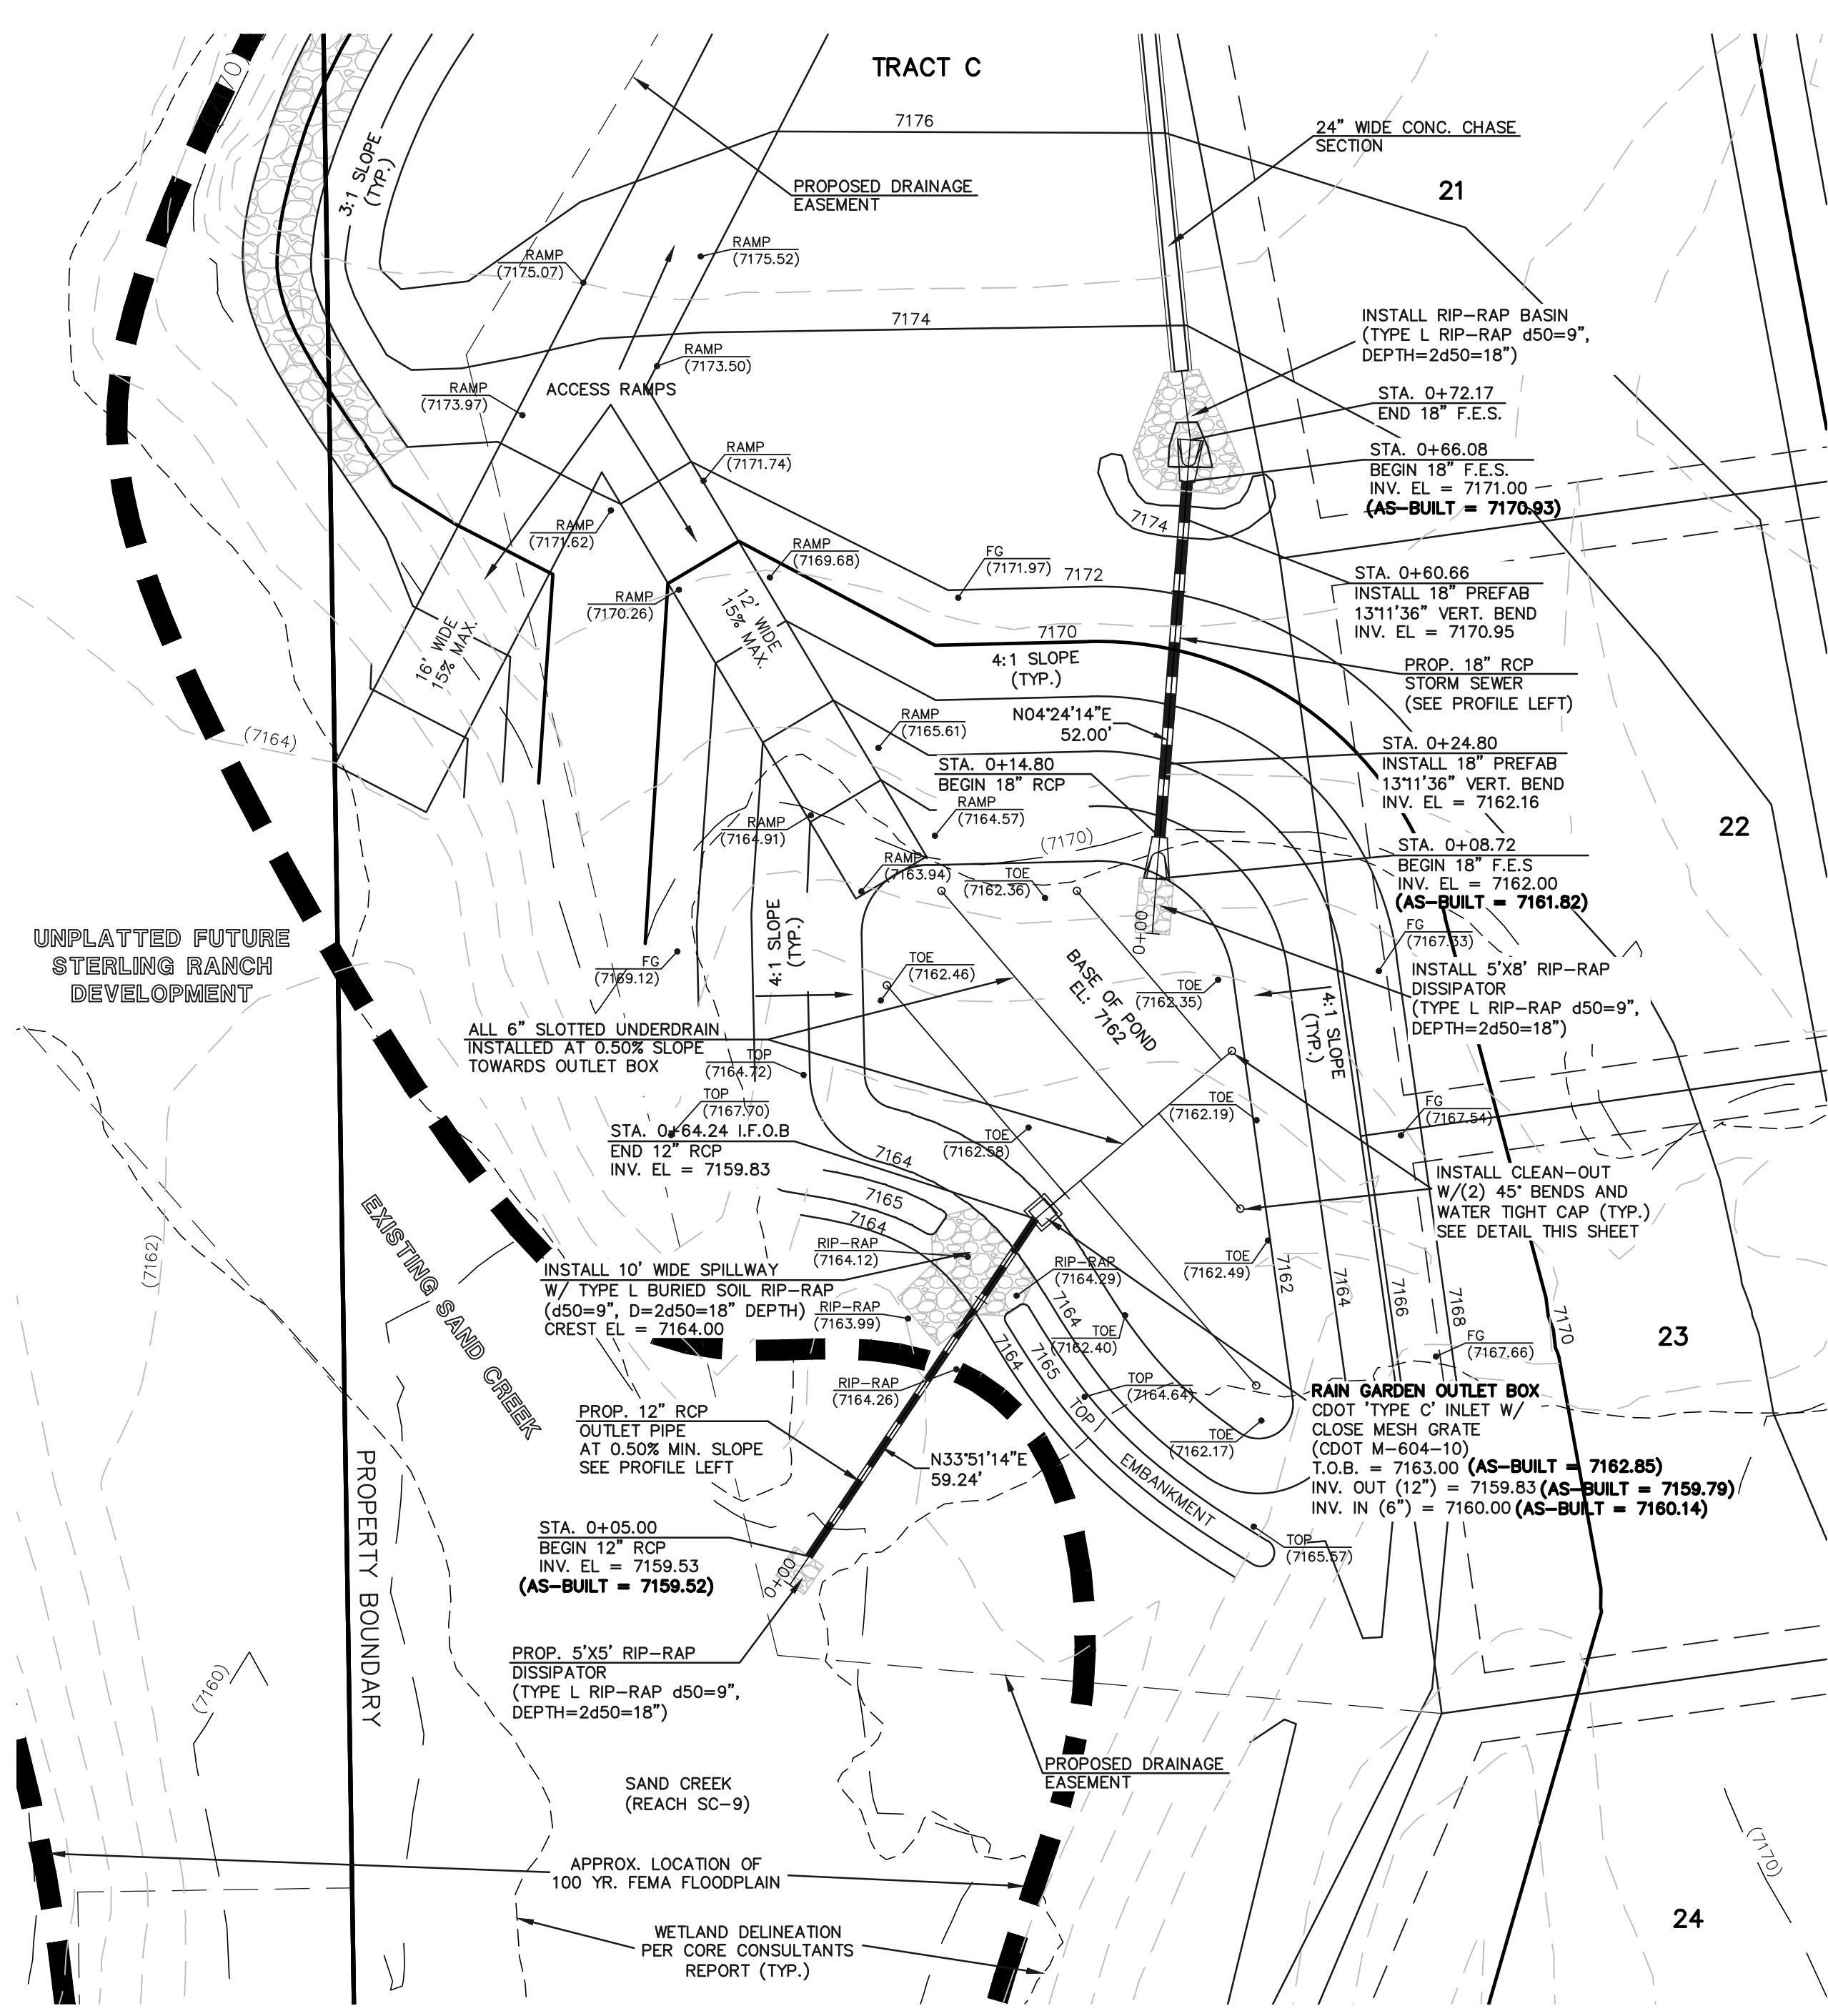 TRACT C
(7170)
7176
24" WIDE CONC. CHASE
SECTION
3:1 SLOPE
(TYP.)
PROPOSED DRAINAGE
EASEMENT
21
RAMP
(7175.07)
RAMP
(7175.52)
7174
INSTALL RIP-RAP BASIN
(TYPE L RIP-RAP d50=9",
DEPTH=2d50=18")
RAMP
(7173.50)
RAMP
(7173.97)
ACCESS RAMPS
STA. 0+72.17
END 18" F.E.S.
RAMP
(7171.74)
STA. 0+66.08
BEGIN 18" F.E.S.
INV. EL = 7171.00
(AS-BUILT = 7170.93)
7174
RAMP
(7171.62)
RAMP
(7169.68)
FG
(7171.97)
7172
STA. 0+60.66
INSTALL 18" PREFAB
13°11'36" VERT. BEND
INV. EL = 7170.95
RAMP
(7170.26)
12' WIDE
15% MAX.
16' WIDE
15% MAX.
7170
4:1 SLOPE
(TYP.)
PROP. 18" RCP
STORM SEWER
(SEE PROFILE LEFT)
(7164)
RAMP
(7165.61)
N04°24'14"E
52.00'
STA. 0+24.80
INSTALL 18" PREFAB
13°11'36" VERT. BEND
INV. EL = 7162.16
STA. 0+14.80
BEGIN 18" RCP
RAMP
(7164.57)
RAMP
(7164.91)
(7170)
22
RAMP
(7163.94)
TOE
(7162.36)
STA. 0+08.72
BEGIN 18" F.E.S
INV. EL = 7162.00
(AS-BUILT = 7161.82)
0+00
UNPLATTED FUTURE
STERLING RANCH
DEVELOPMENT
4:1 SLOPE
(TYP.)
FG
(7169.12)
TOE
(7162.46)
BASE OF POND
EL: 7162
TOE
(7162.35)
FG
(7167.33)
INSTALL 5'X8' RIP-RAP
DISSIPATOR
(TYPE L RIP-RAP d50=9",
DEPTH=2d50=18")
4:1 SLOPE
(TYP.)
ALL 6" SLOTTED UNDERDRAIN
INSTALLED AT 0.50% SLOPE
TOWARDS OUTLET BOX
TOP
(7164.72)
TOP
(7167.70)
TOE
(7162.19)
FG
(7167.54)
STA. 0+64.24 I.F.O.B
END 12" RCP
INV. EL = 7159.83
TOE
(7162.58)
7164
7165
7164
INSTALL CLEAN-OUT
W/(2) 45° BENDS AND
WATER TIGHT CAP (TYP.)
SEE DETAIL THIS SHEET
EXISTING SAND CREEK
(7162)
RIP-RAP
(7164.12)
INSTALL 10' WIDE SPILLWAY
W/ TYPE L BURIED SOIL RIP-RAP
(d50=9", D=2d50=18" DEPTH)
CREST EL = 7164.00
RIP-RAP
(7163.99)
RIP-RAP
(7164.29)
TOE
(7162.49)
7162
7164
7166
7168
7170
7164
7164
7165
TOE
(7162.40)
FG
(7167.66)
23
RIP-RAP
(7164.26)
TOP
(7164.64)
TOP
EMBANKMENT
TOE
(7162.17)
RAIN GARDEN OUTLET BOX
CDOT 'TYPE C' INLET W/
CLOSE MESH GRATE
(CDOT M-604-10)
T.O.B. = 7163.00 (AS-BUILT = 7162.85)
INV. OUT (12") = 7159.83 (AS-BUILT = 7159.79)
INV. IN (6") = 7160.00 (AS-BUILT = 7160.14)
PROP. 12" RCP
OUTLET PIPE
AT 0.50% MIN. SLOPE
SEE PROFILE LEFT
N33°51'14"E
59.24'
PROPERTY BOUNDARY
STA. 0+05.00
BEGIN 12" RCP
INV. EL = 7159.53
(AS-BUILT = 7159.52)
0+00
TOP
(7165.57)
PROP. 5'X5' RIP-RAP
DISSIPATOR
(TYPE L RIP-RAP d50=9",
DEPTH=2d50=18")
(7160)
PROPOSED DRAINAGE
EASEMENT
SAND CREEK
(REACH SC-9)
(7170)
APPROX. LOCATION OF
100 YR. FEMA FLOODPLAIN
24
WETLAND DELINEATION
PER CORE CONSULTANTS
REPORT (TYP.)